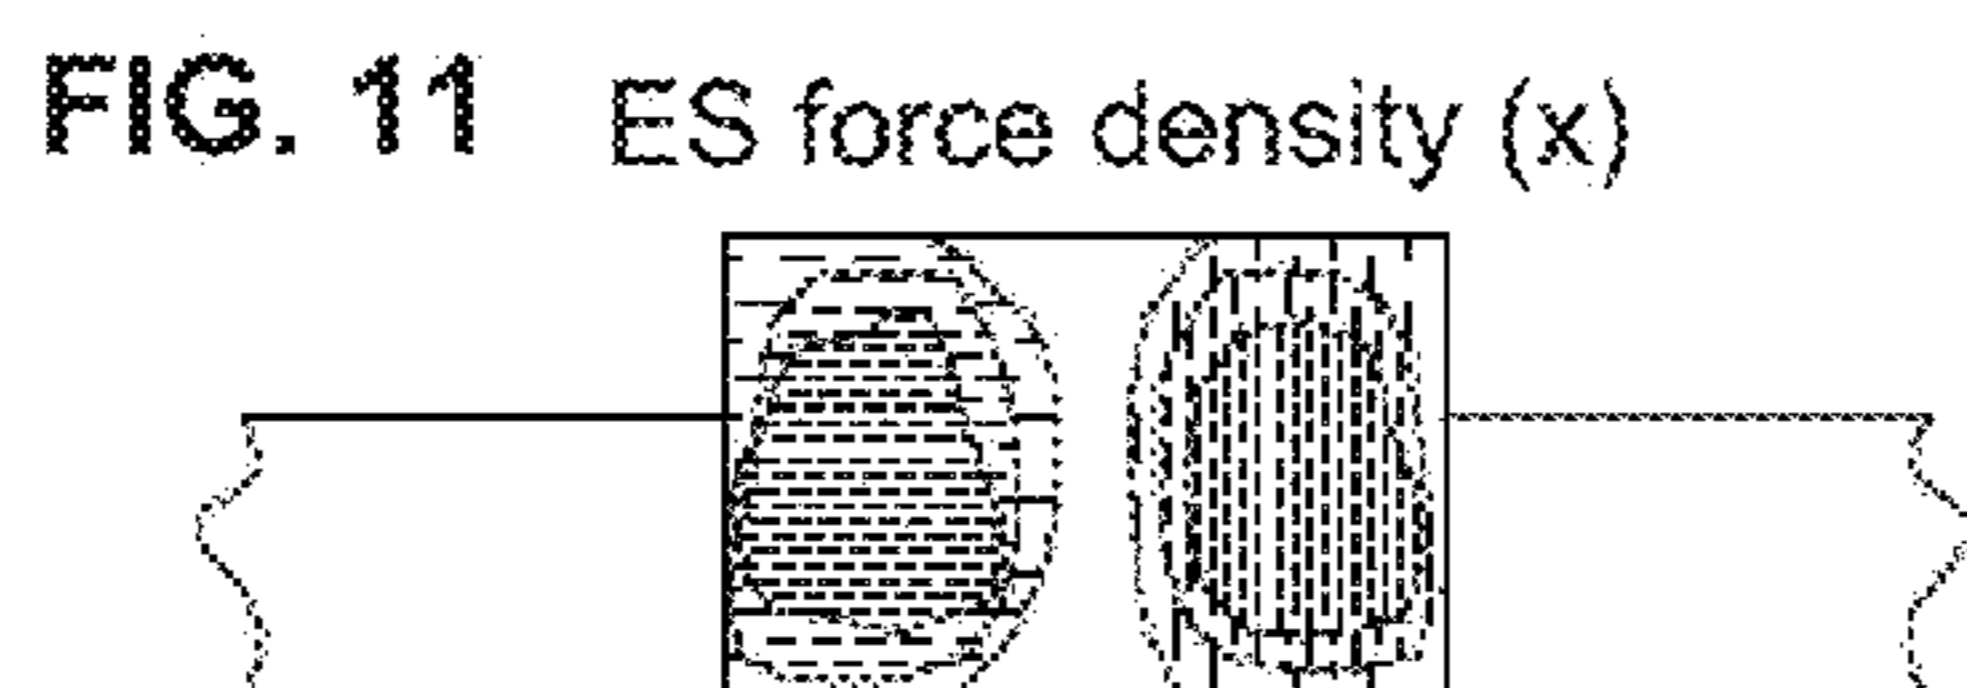 FIG. 11 ES force density (x)